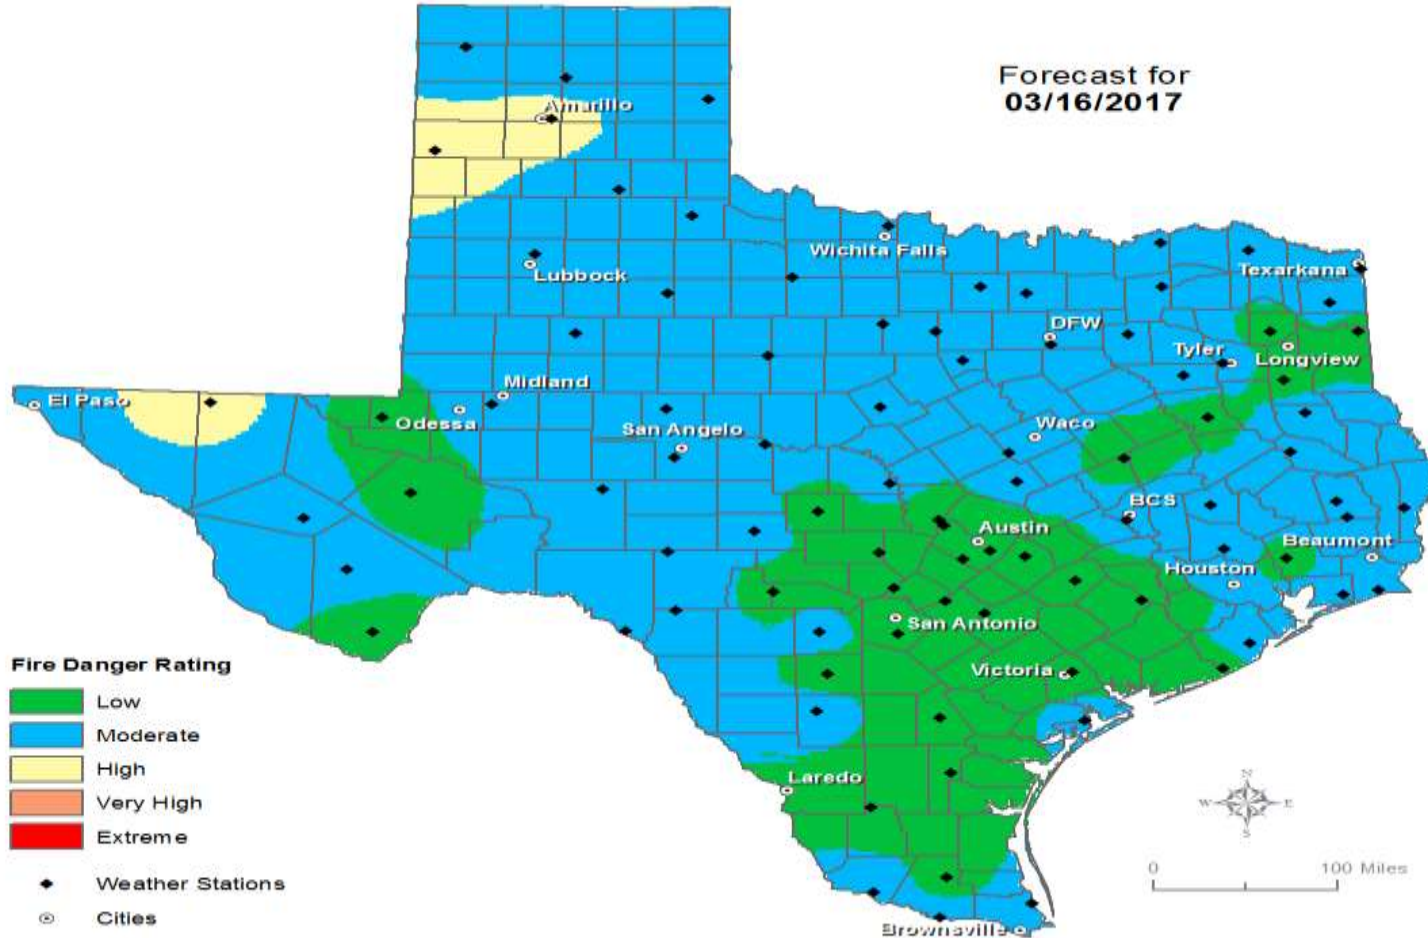 Forecast for
03/16/2017
Amarillo
Wichita Falls
Lubbock
Texarkana
DFW
Tyler
Longview
Midland
El Paso
Odessa
San Angelo
Waco
BCS
Austin
Beaumont
Houston
San Antonio
Victoria
Laredo
Brownsville
Fire Danger Rating
Low
Moderate
High
Very High
Extreme
Weather Stations
Cities
N
W
E
S
0
100 Miles